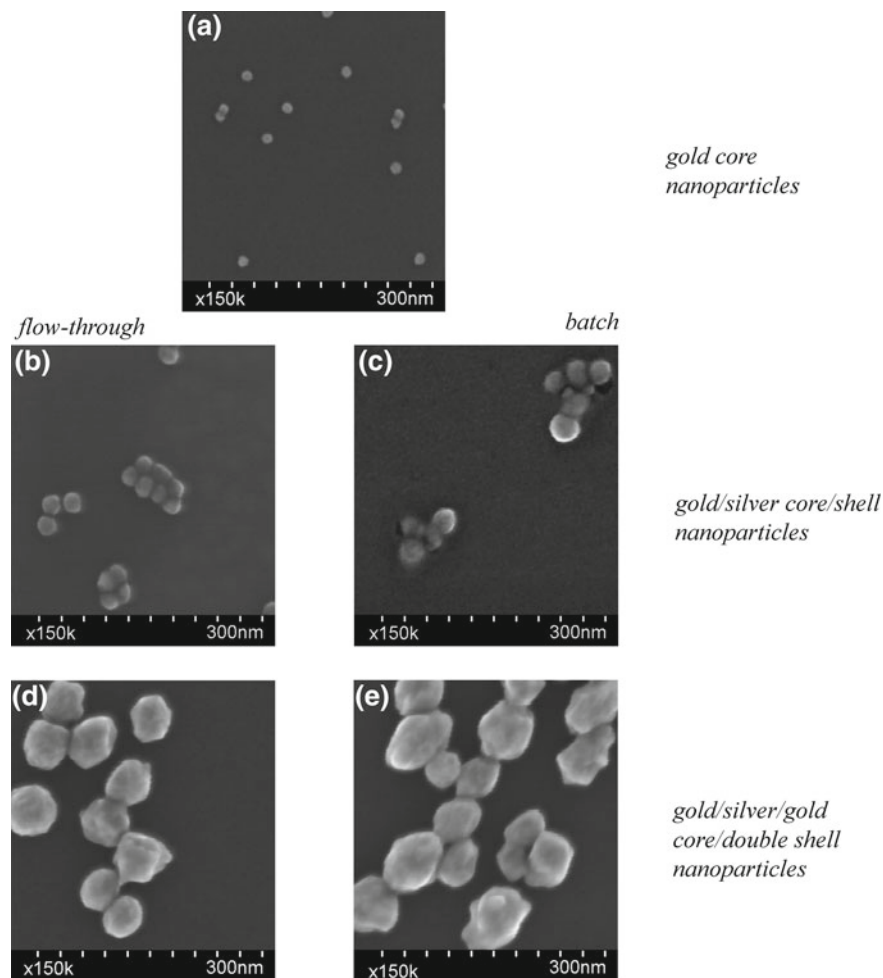 (a)
gold core
nanoparticles
x150k 300nm
flow-through
batch
(b)
(c)
gold/silver core/shell
nanoparticles
x150k 300nm
x150k 300nm
(d)
(e)
gold/silver/gold
core/double shell
nanoparticles
x150k 300nm
x150k 300nm